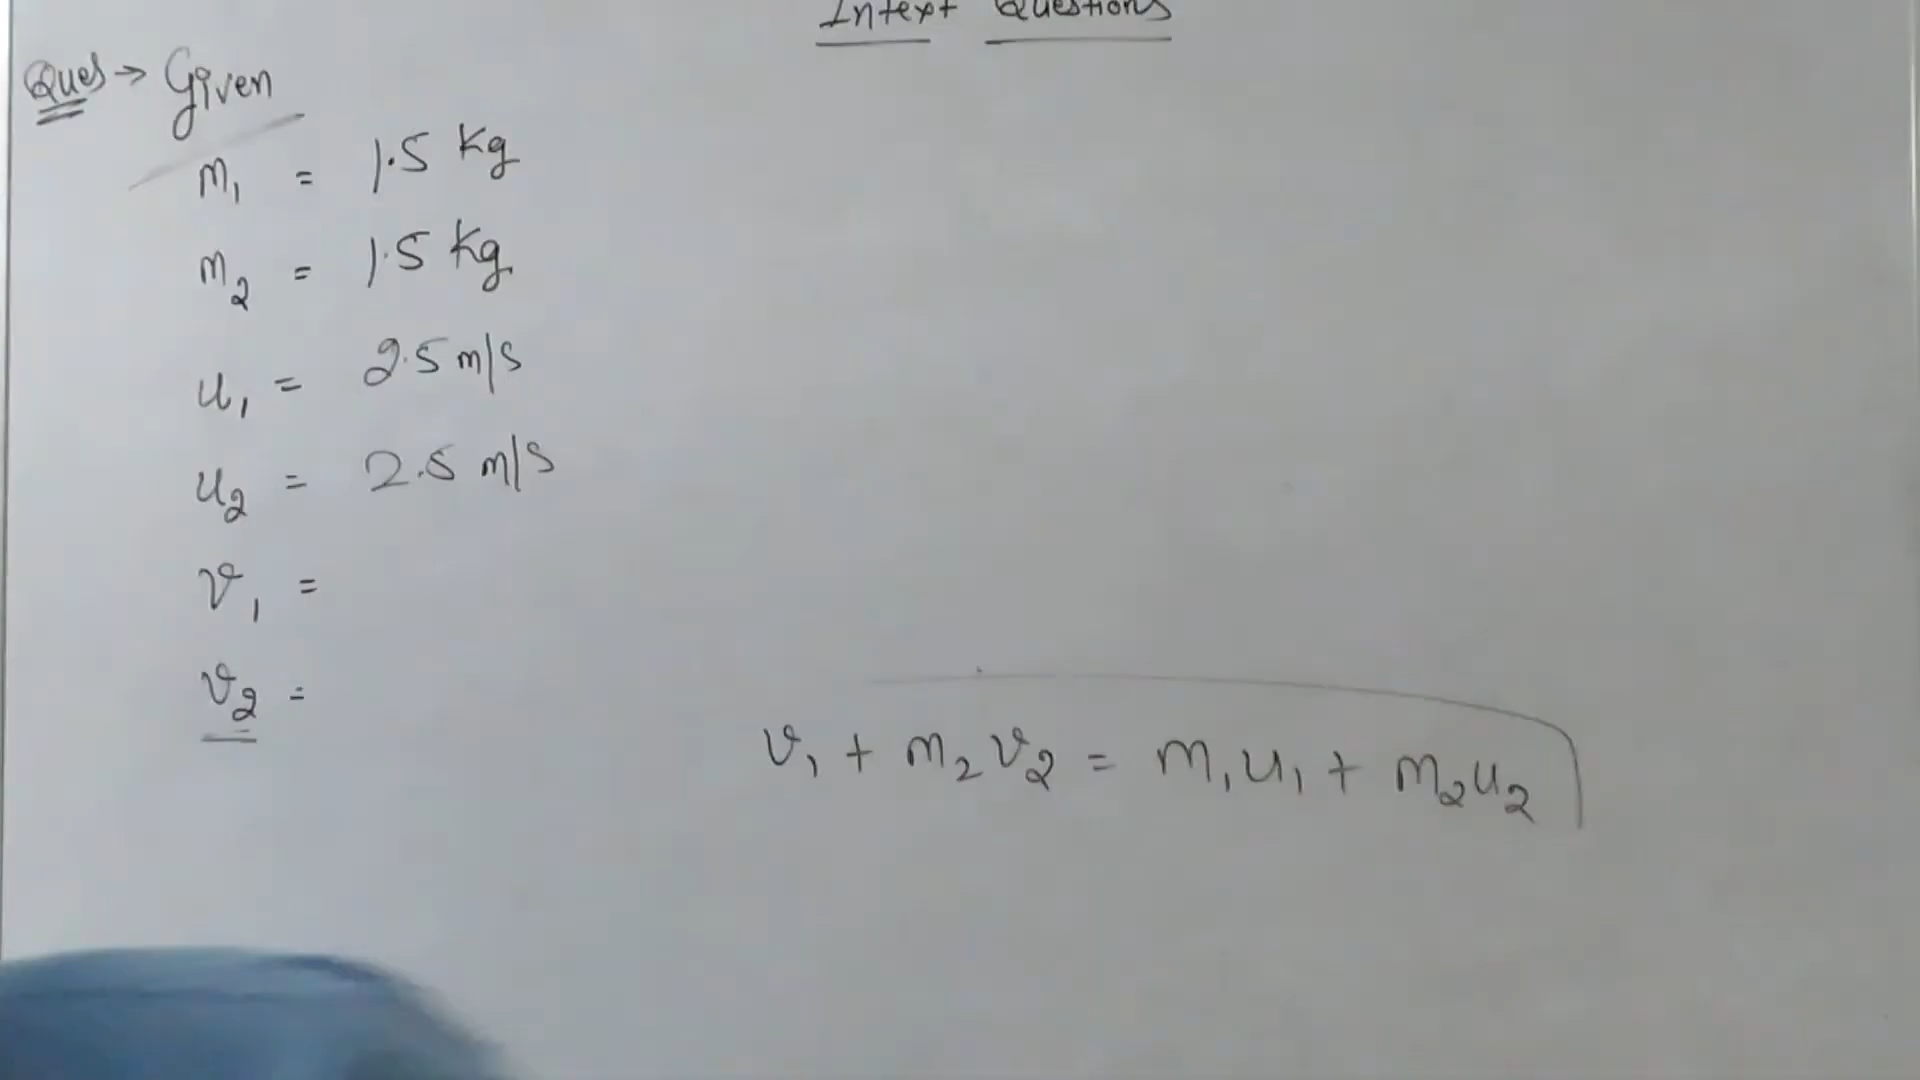 Intext Questions
Ques → Given
m₁ = 1.5 Kg
m₂ = 1.5 Kg
u₁ = 2.5 m/s
u₂ = 2.5 m/s
v₁ =
v₂ =
v₁ + m₂v₂ = m₁u₁ + m₂u₂